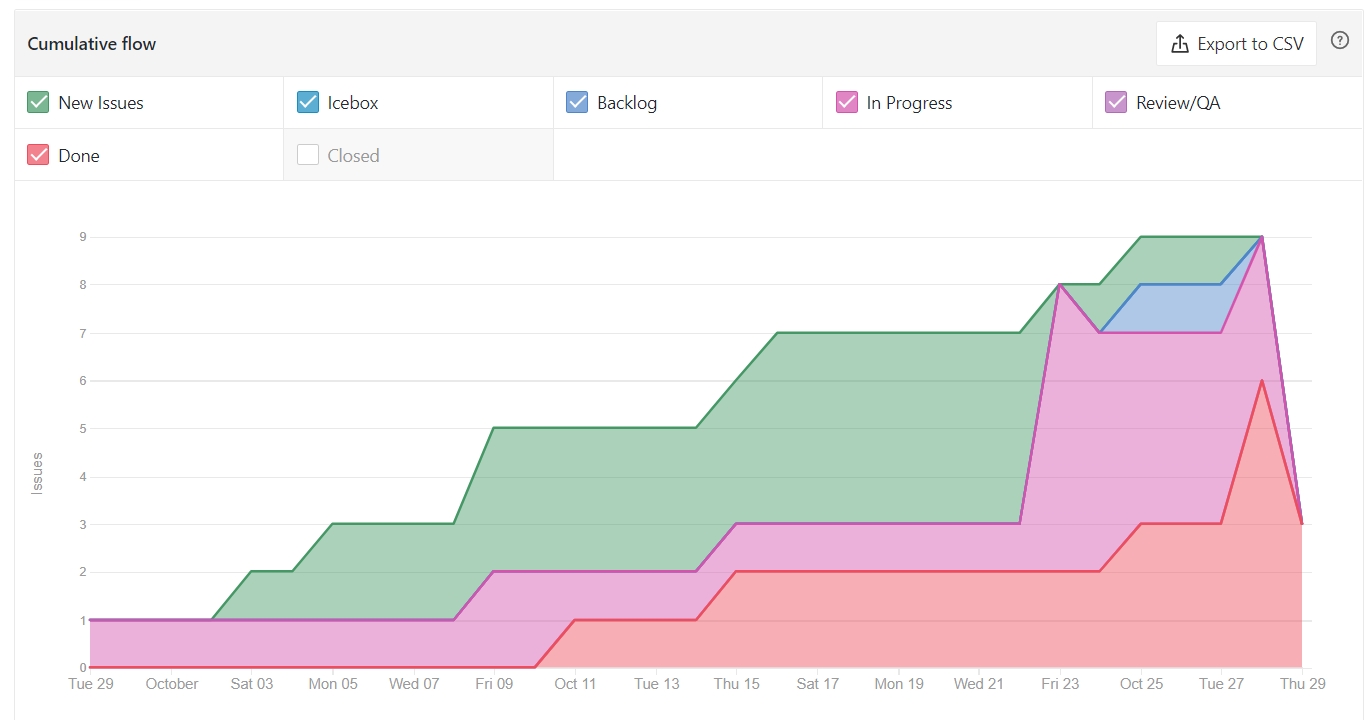 Cumulative flow
Export to CSV
?
New Issues
Icebox
Backlog
In Progress
Review/QA
Done
Closed
9
8
7
6
5
4
3
2
1
0
Issues
Tue 29
October
Sat 03
Mon 05
Wed 07
Fri 09
Oct 11
Tue 13
Thu 15
Sat 17
Mon 19
Wed 21
Fri 23
Oct 25
Tue 27
Thu 29